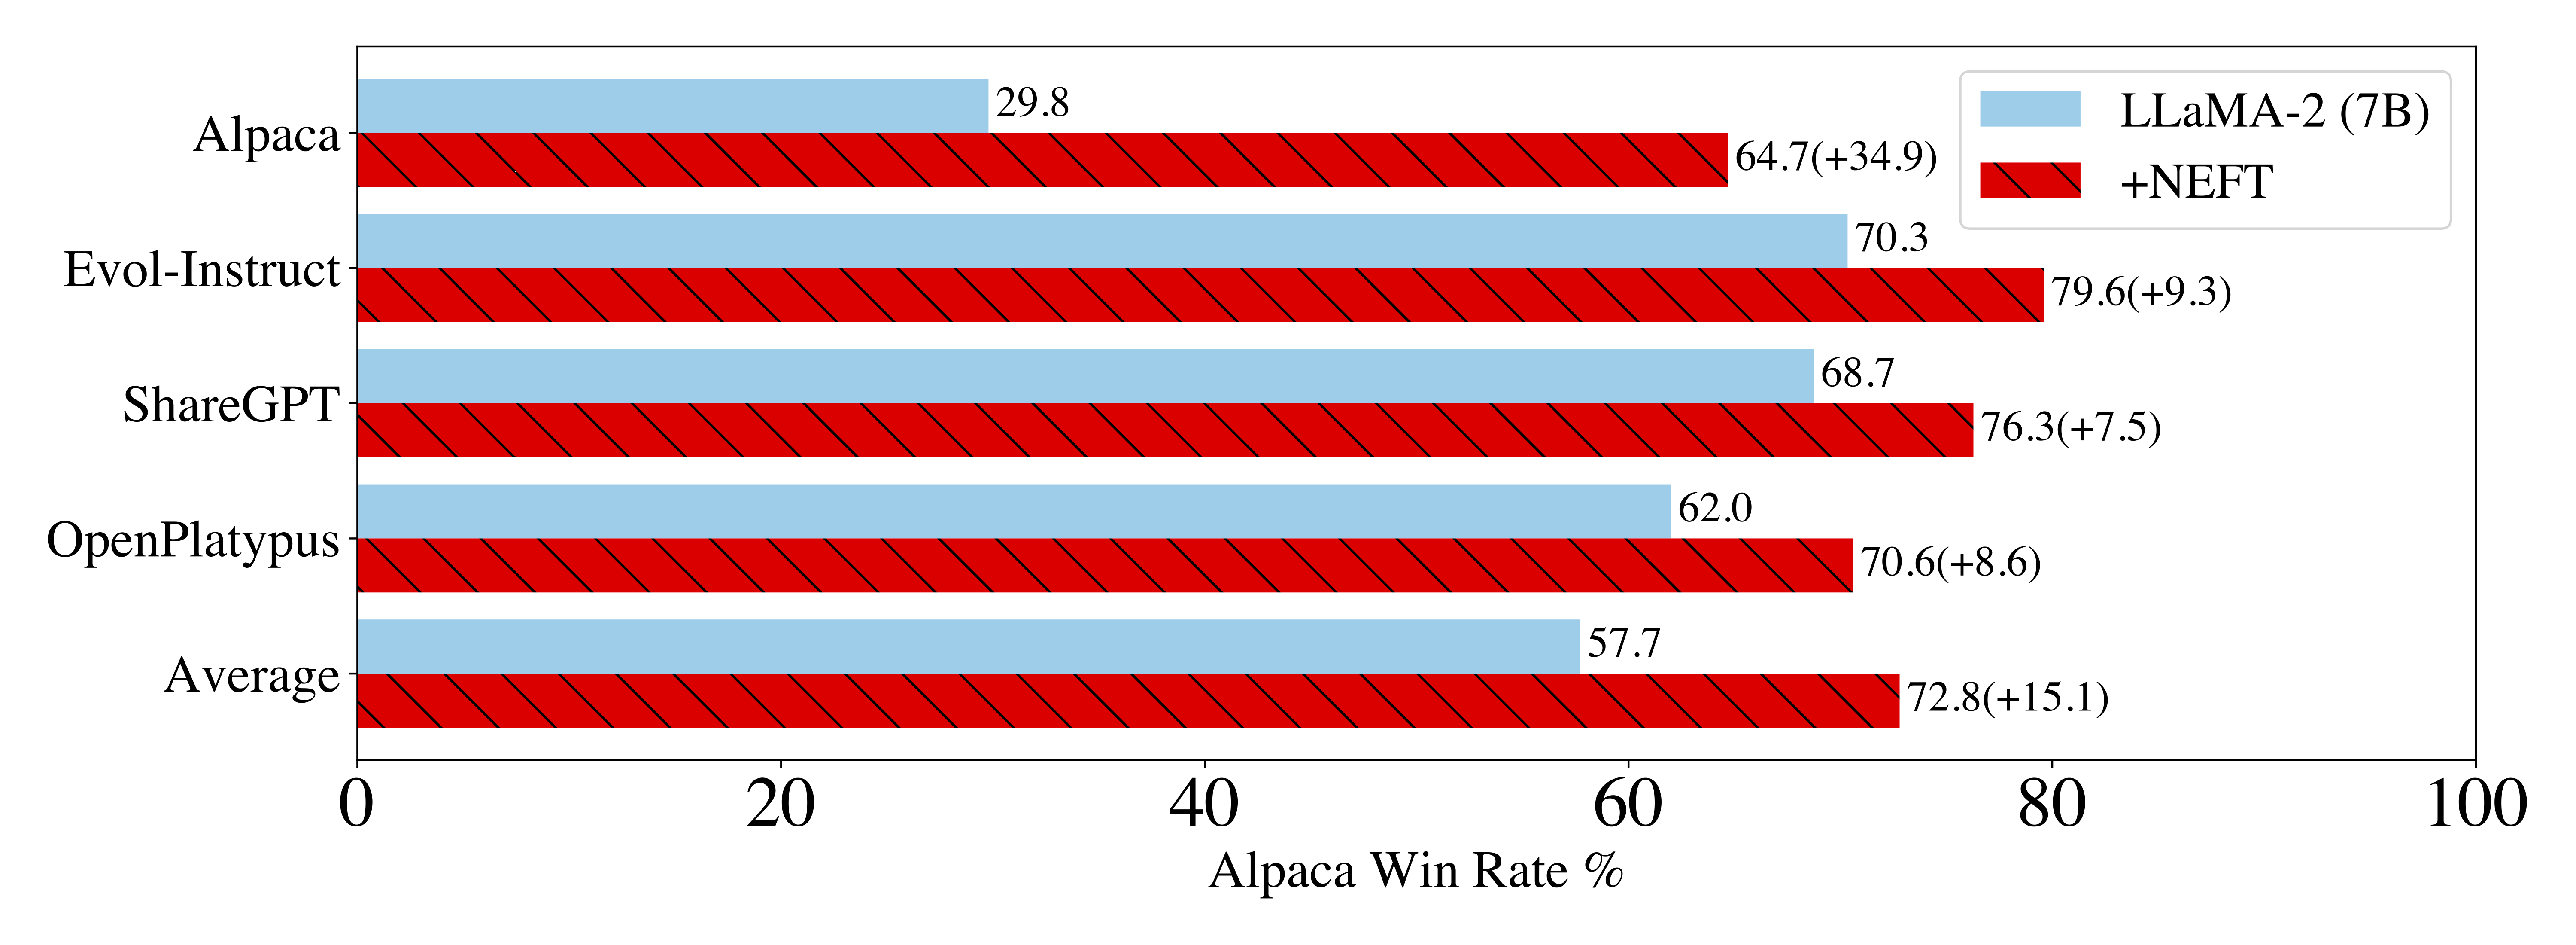 LLaMA-2 (7B)
+NEFT
Alpaca
29.8
64.7(+34.9)
Evol-Instruct
70.3
79.6(+9.3)
ShareGPT
68.7
76.3(+7.5)
OpenPlatypus
62.0
70.6(+8.6)
Average
57.7
72.8(+15.1)
0 20 40 60 80 100
Alpaca Win Rate %